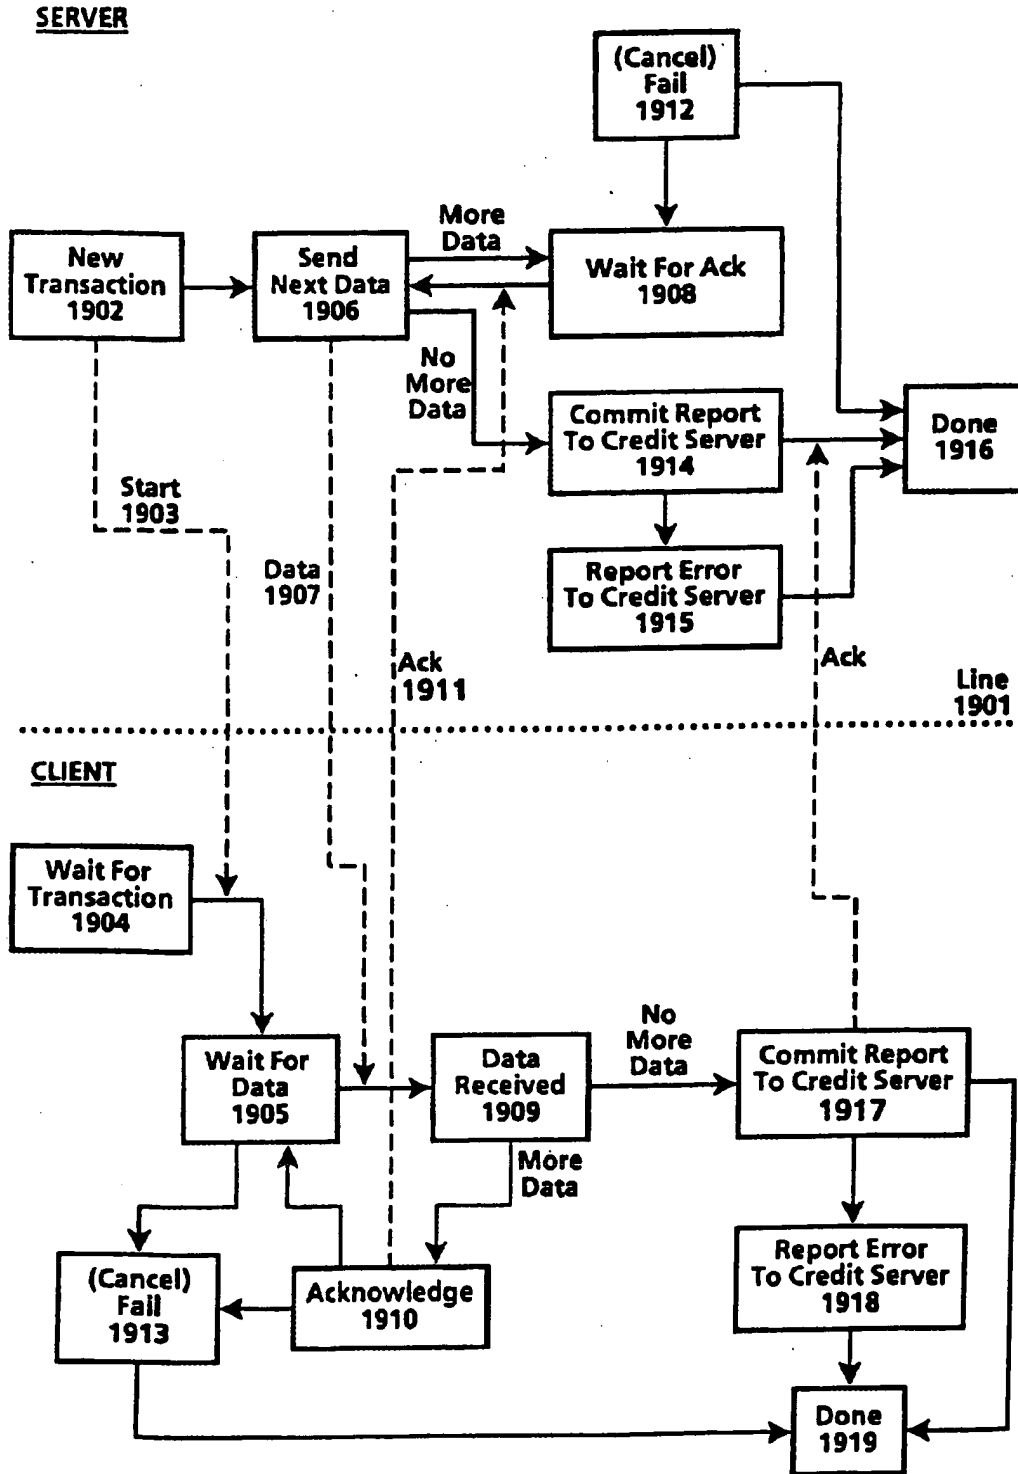 SERVER
(Cancel)
Fail
1912
New
Transaction
1902
Send
Next Data
1906
More
Data
Wait For Ack
1908
No
More
Data
Commit Report
To Credit Server
1914
Done
1916
Start
1903
Data
1907
Report Error
To Credit Server
1915
Ack
1911
Ack
Line
1901
CLIENT
Wait For
Transaction
1904
Wait For
Data
1905
Data
Received
1909
No
More
Data
Commit Report
To Credit Server
1917
More
Data
(Cancel)
Fail
1913
Acknowledge
1910
Report Error
To Credit Server
1918
Done
1919